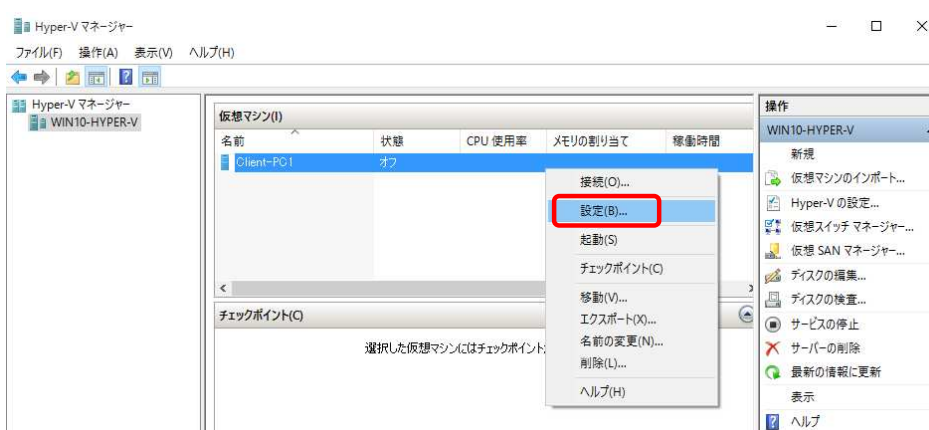 Hyper-V マネージャー
ファイル(F) 操作(A) 表示(V) ヘルプ(H)
Hyper-V マネージャー
WIN10-HYPER-V
仮想マシン(I)
名前 状態 CPU 使用率 メモリの割り当て 稼働時間
Client-PC1 オフ
接続(O)...
設定(B)...
起動(S)
チェックポイント(C)
移動(V)...
エクスポート(X)...
名前の変更(N)...
削除(L)...
ヘルプ(H)
チェックポイント(C)
選択した仮想マシンにはチェックポイント
操作
WIN10-HYPER-V
新規
仮想マシンのインポート...
Hyper-V の設定...
仮想スイッチ マネージャー...
仮想 SAN マネージャー...
ディスクの編集...
ディスクの検査...
サービスの停止
サーバーの削除
最新の情報に更新
表示
ヘルプ